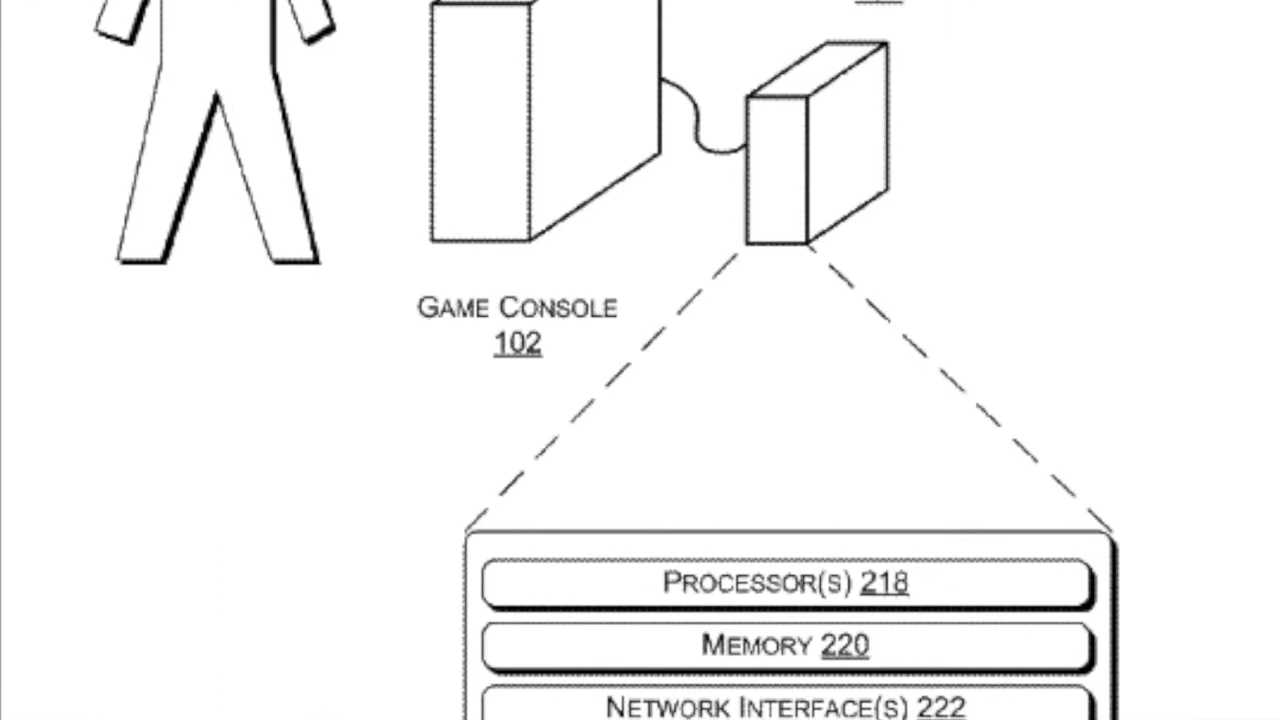 GAME CONSOLE
102
PROCESSOR(S) 218
MEMORY 220
NETWORK INTERFACE(S) 222